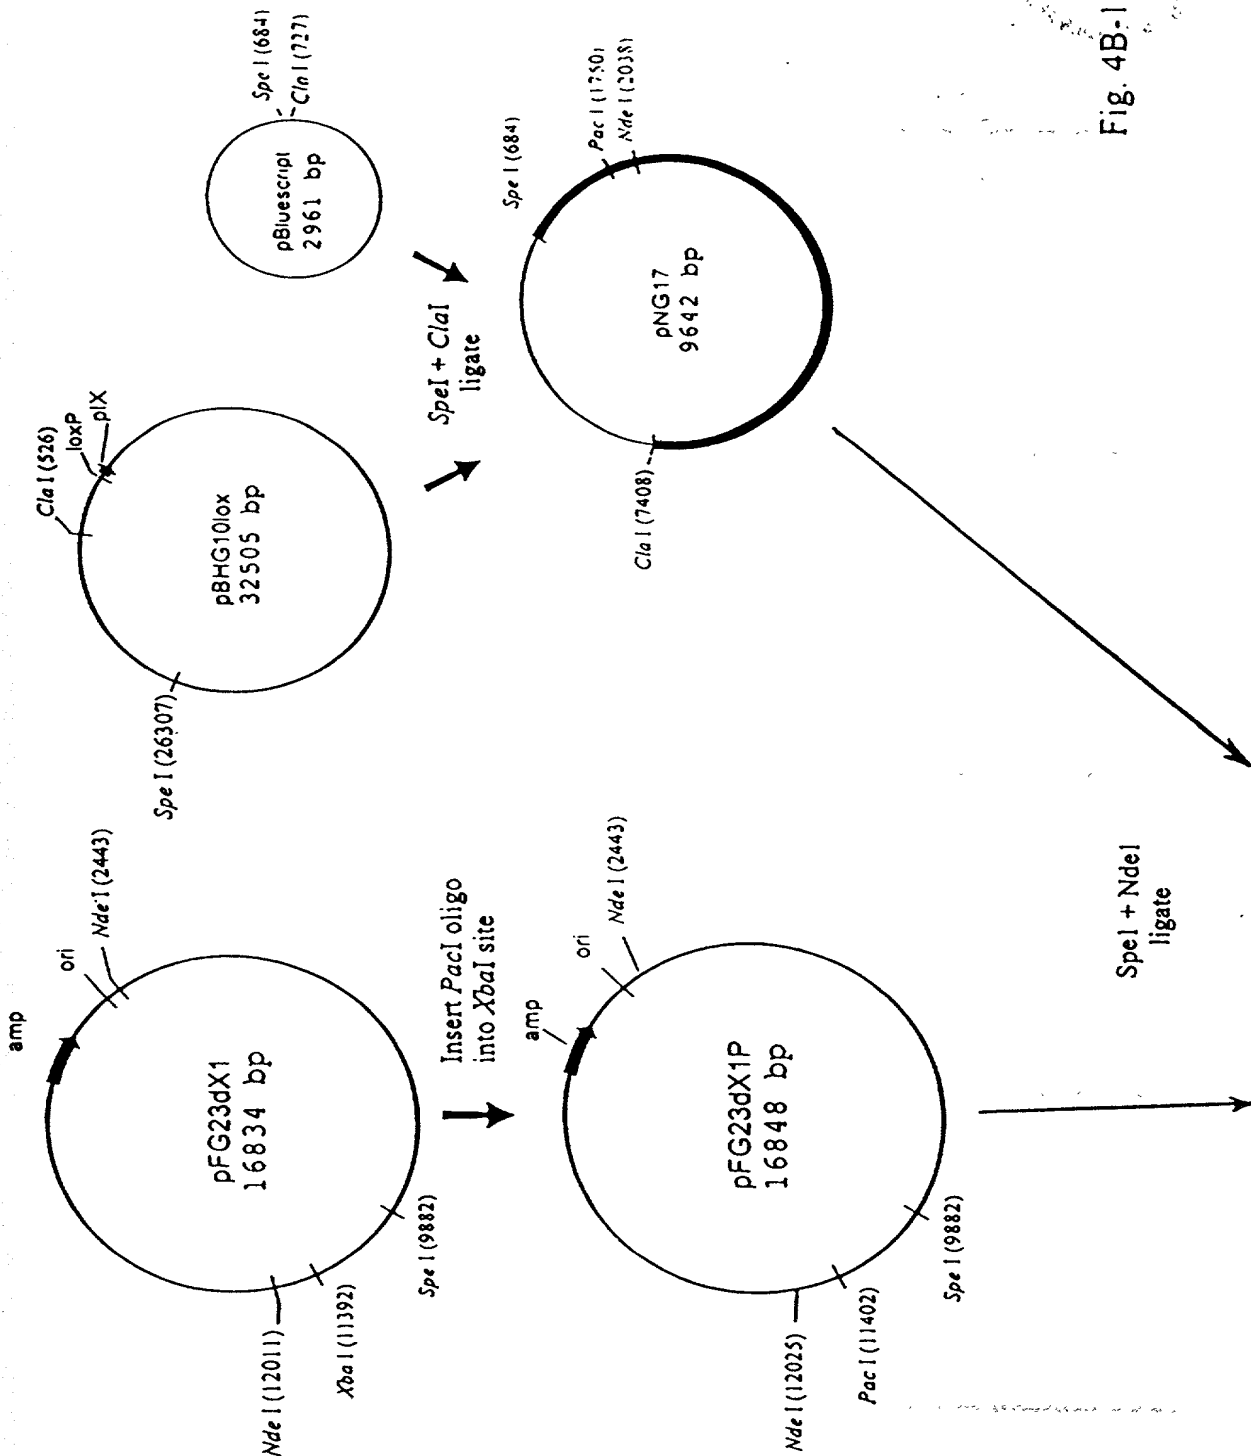 amp
ori
Nde I (2443)
pFG23dX1
16834 bp
Nde I (12011)
Xba I (11392)
Spe I (9882)
Cla I (526)
loxP
pIX
pBHG10lox
32505 bp
Spe I (26307)
Spe I (684)
Cla I (727)
pBluescript
2961 bp
Insert PacI oligo
into XbaI site
SpeI + ClaI
ligate
amp
ori
Nde I (2443)
pFG23dX1P
16848 bp
Nde I (12025)
Pac I (11402)
Spe I (9882)
Spe I (684)
Pac I (1750)
Nde I (2038)
pNG17
9642 bp
Cla I (7408)
SpeI + NdeI
ligate
Fig. 4B-1